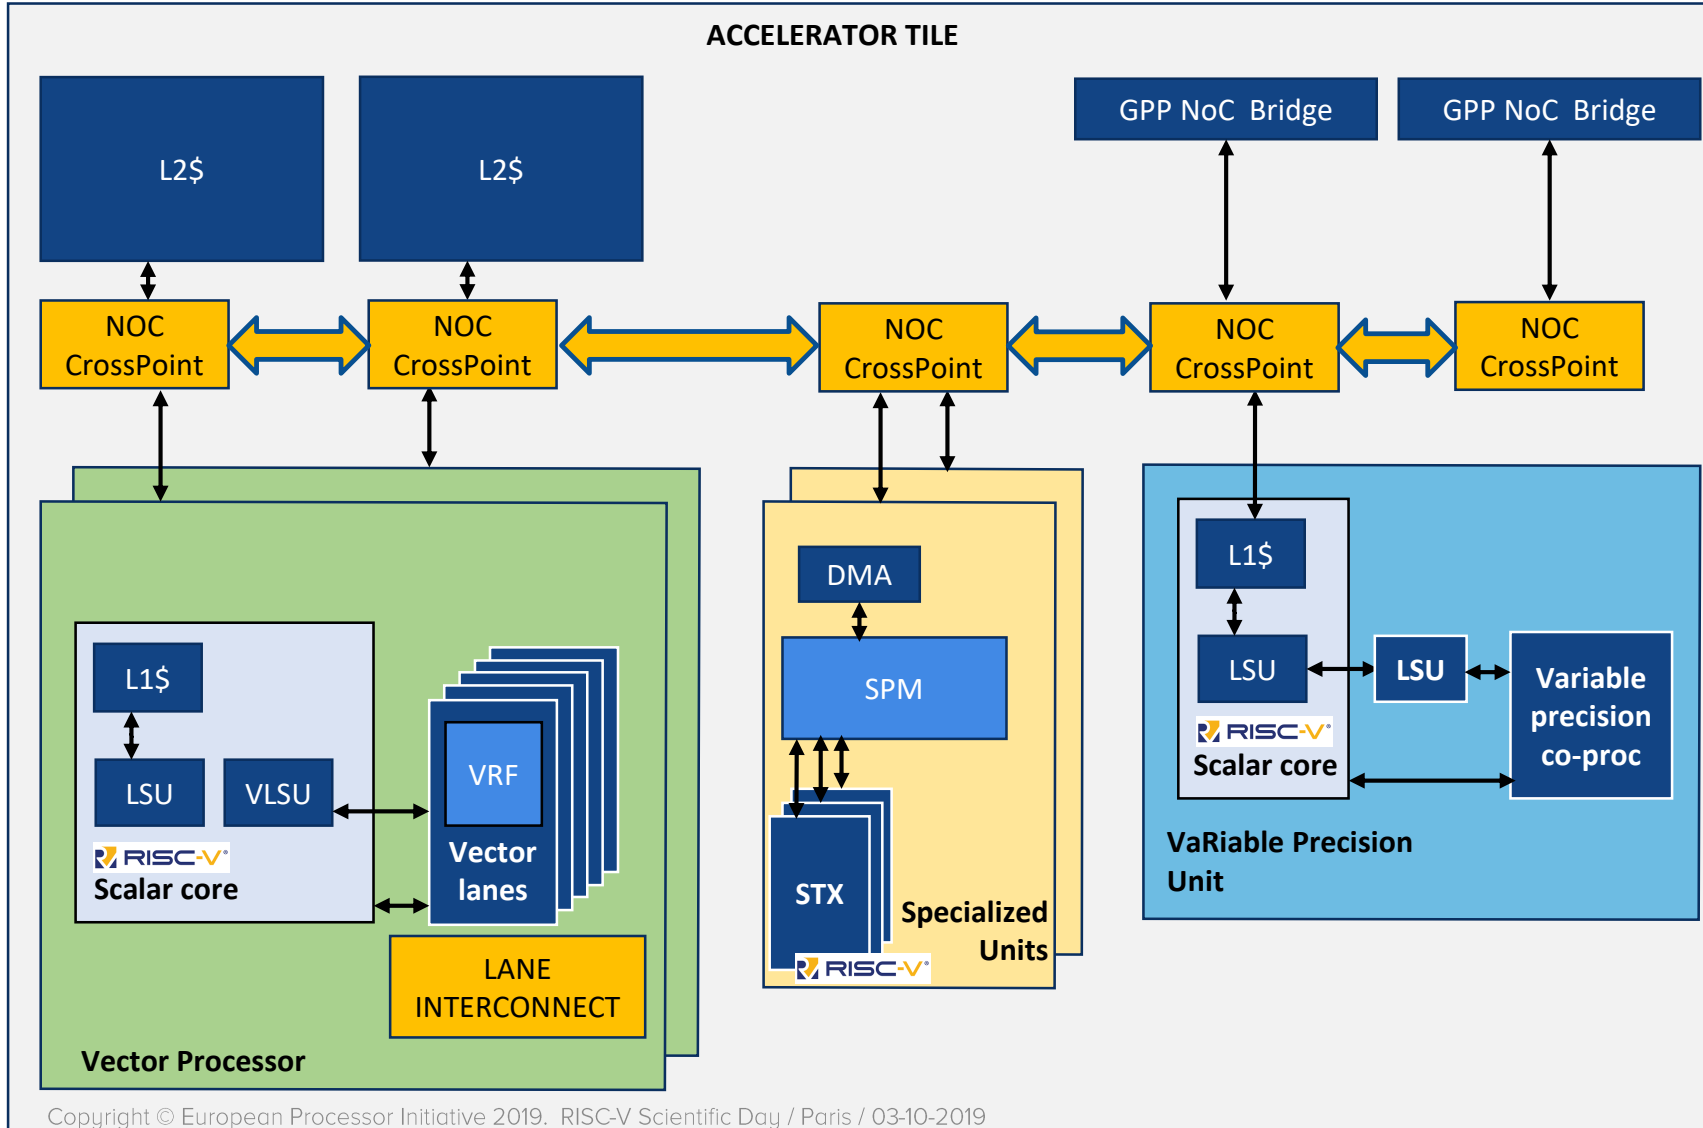 ACCELERATOR TILE
L2$
L2$
GPP NoC Bridge
GPP NoC Bridge
NOC
CrossPoint
NOC
CrossPoint
NOC
CrossPoint
NOC
CrossPoint
NOC
CrossPoint
L1$
LSU
VLSU
RISC-V®
Scalar core
VRF
Vector
lanes
LANE
INTERCONNECT
Vector Processor
DMA
SPM
STX
RISC-V®
Specialized
Units
L1$
LSU
RISC-V®
Scalar core
LSU
Variable
precision
co-proc
VaRiable Precision
Unit
Copyright © European Processor Initiative 2019. RISC-V Scientific Day / Paris / 03-10-2019